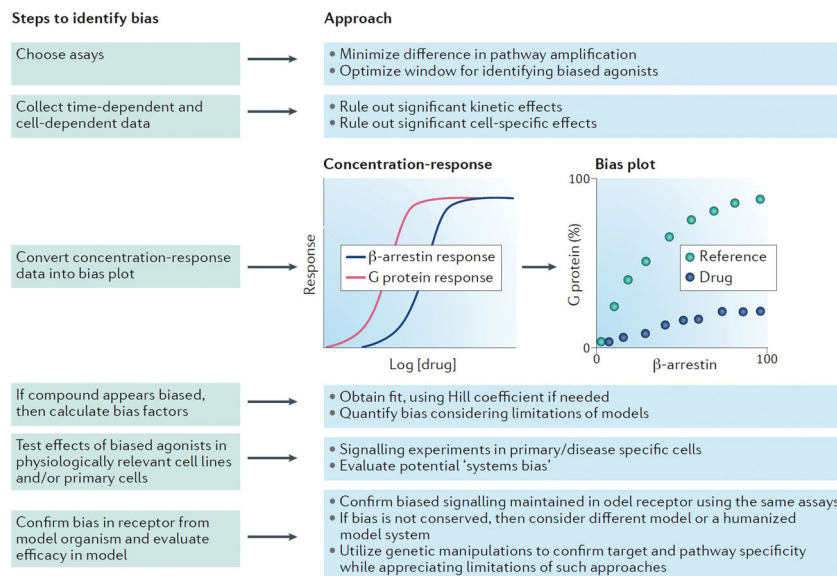 Steps to identify bias
Approach
Choose assays
• Minimize difference in pathway amplification
• Optimize window for identifying biased agonists
Collect time-dependent and
cell-dependent data
• Rule out significant kinetic effects
• Rule out significant cell-specific effects
Convert concentration-response
data into bias plot
Concentration-response
Response
β-arrestin response
G protein response
Log [drug]
Bias plot
100
G protein (%)
Reference
Drug
0
0
100
β-arrestin
If compound appears biased,
then calculate bias factors
• Obtain fit, using Hill coefficient if needed
• Quantify bias considering limitations of models
Test effects of biased agonists in
physiologically relevant cell lines
and/or primary cells
• Signalling experiments in primary/disease specific cells
• Evaluate potential ‘systems bias’
Confirm bias in receptor from
model organism and evaluate
efficacy in model
• Confirm biased signalling maintained in odel receptor using the same assays
• If bias is not conserved, then consider different model or a humanized
model system
• Utilize genetic manipulations to confirm target and pathway specificity
while appreciating limitations of such approaches